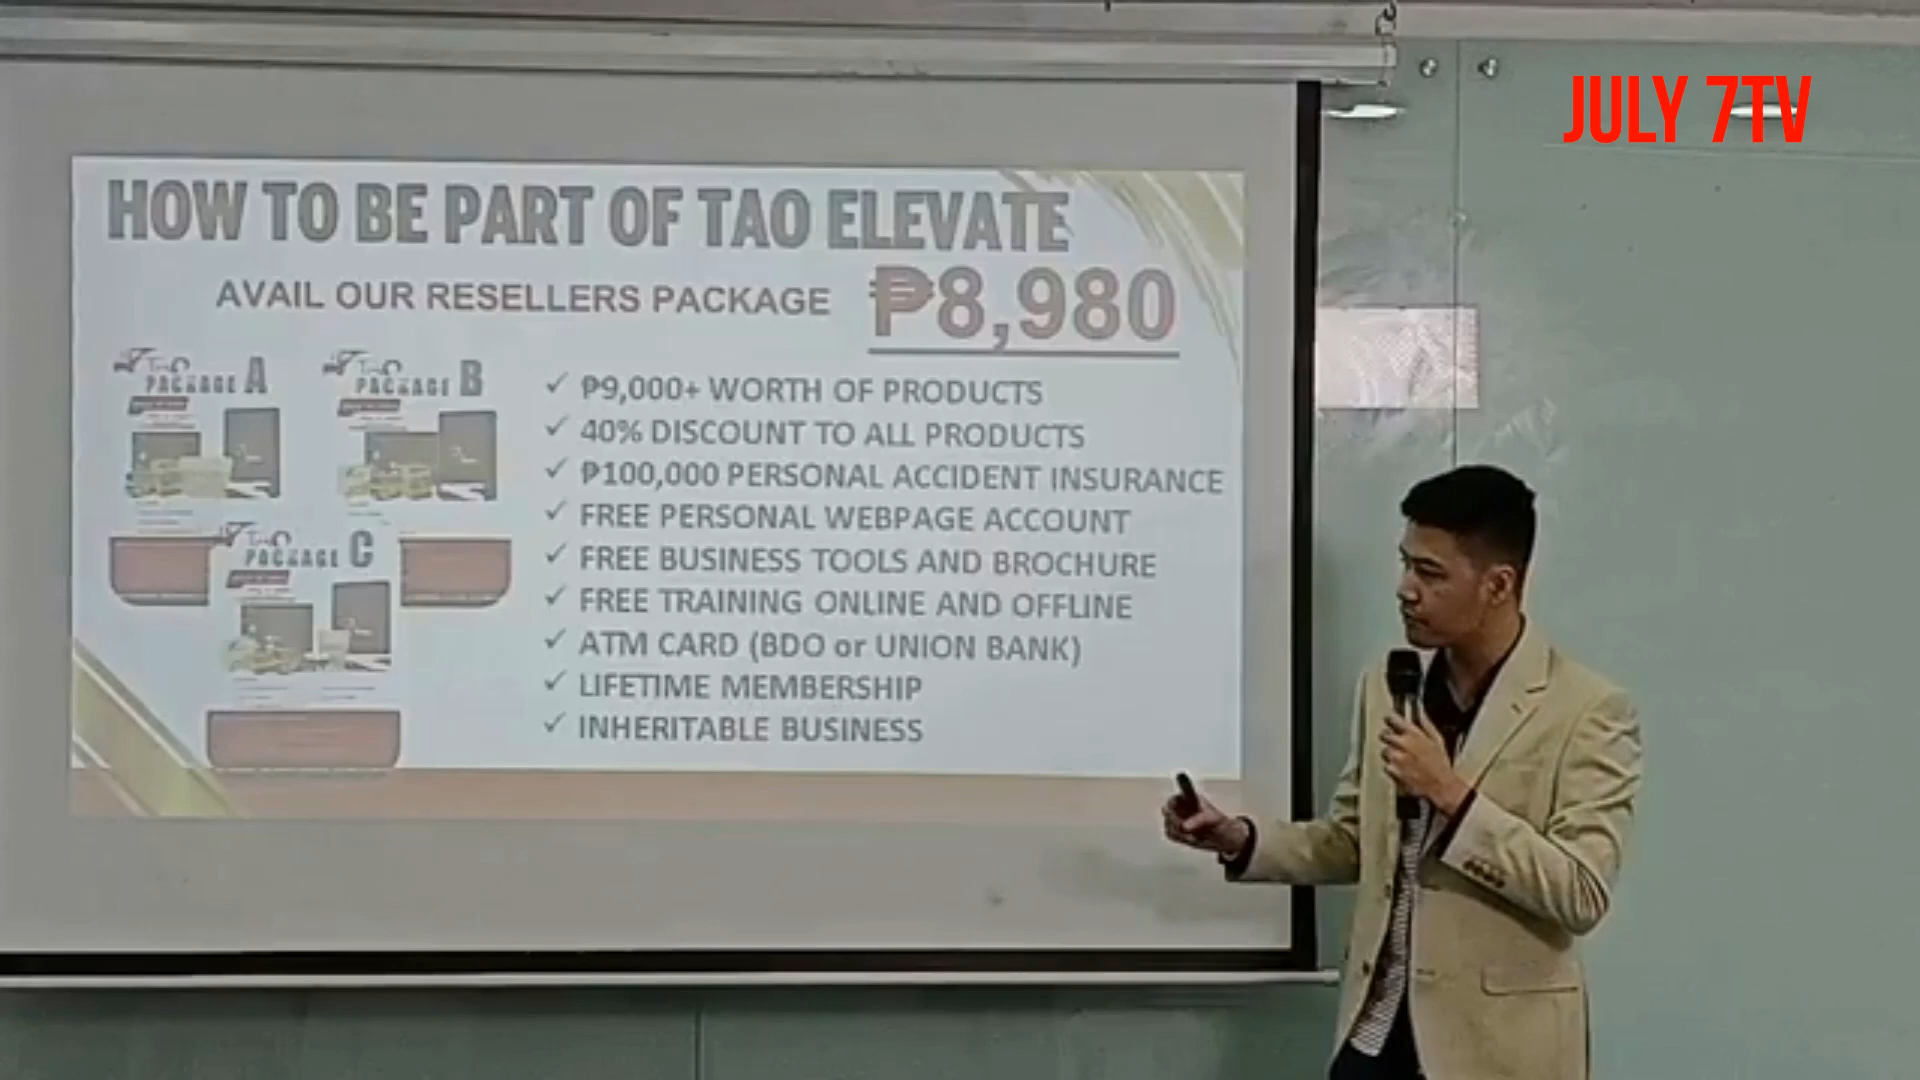 JULY 7TV
HOW TO BE PART OF TAO ELEVATE
AVAIL OUR RESELLERS PACKAGE ₱8,980
PACKAGE A
PACKAGE B
PACKAGE C
✓ ₱9,000+ WORTH OF PRODUCTS
✓ 40% DISCOUNT TO ALL PRODUCTS
✓ ₱100,000 PERSONAL ACCIDENT INSURANCE
✓ FREE PERSONAL WEBPAGE ACCOUNT
✓ FREE BUSINESS TOOLS AND BROCHURE
✓ FREE TRAINING ONLINE AND OFFLINE
✓ ATM CARD (BDO or UNION BANK)
✓ LIFETIME MEMBERSHIP
✓ INHERITABLE BUSINESS